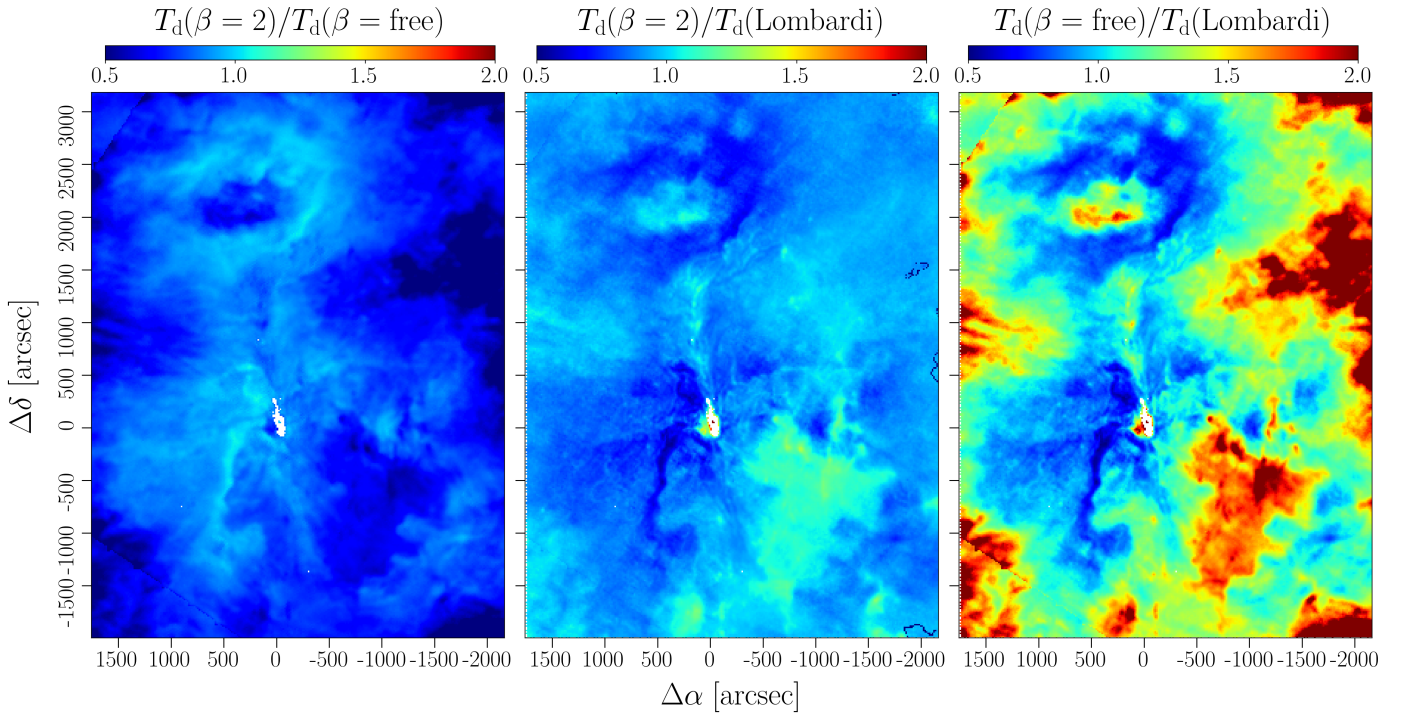 T_d(β = 2)/T_d(β = free) T_d(β = 2)/T_d(Lombardi) T_d(β = free)/T_d(Lombardi)
0.5 1.0 1.5 2.0 0.5 1.0 1.5 2.0 0.5 1.0 1.5 2.0
3000
2500
2000
1500
1000
500
0
-500
-1000
-1500
Δδ [arcsec]
1500 1000 500 0 -500 -1000 -1500 -2000 1500 1000 500 0 -500 -1000 -1500 -2000 1500 1000 500 0 -500 -1000 -1500 -2000
Δα [arcsec]